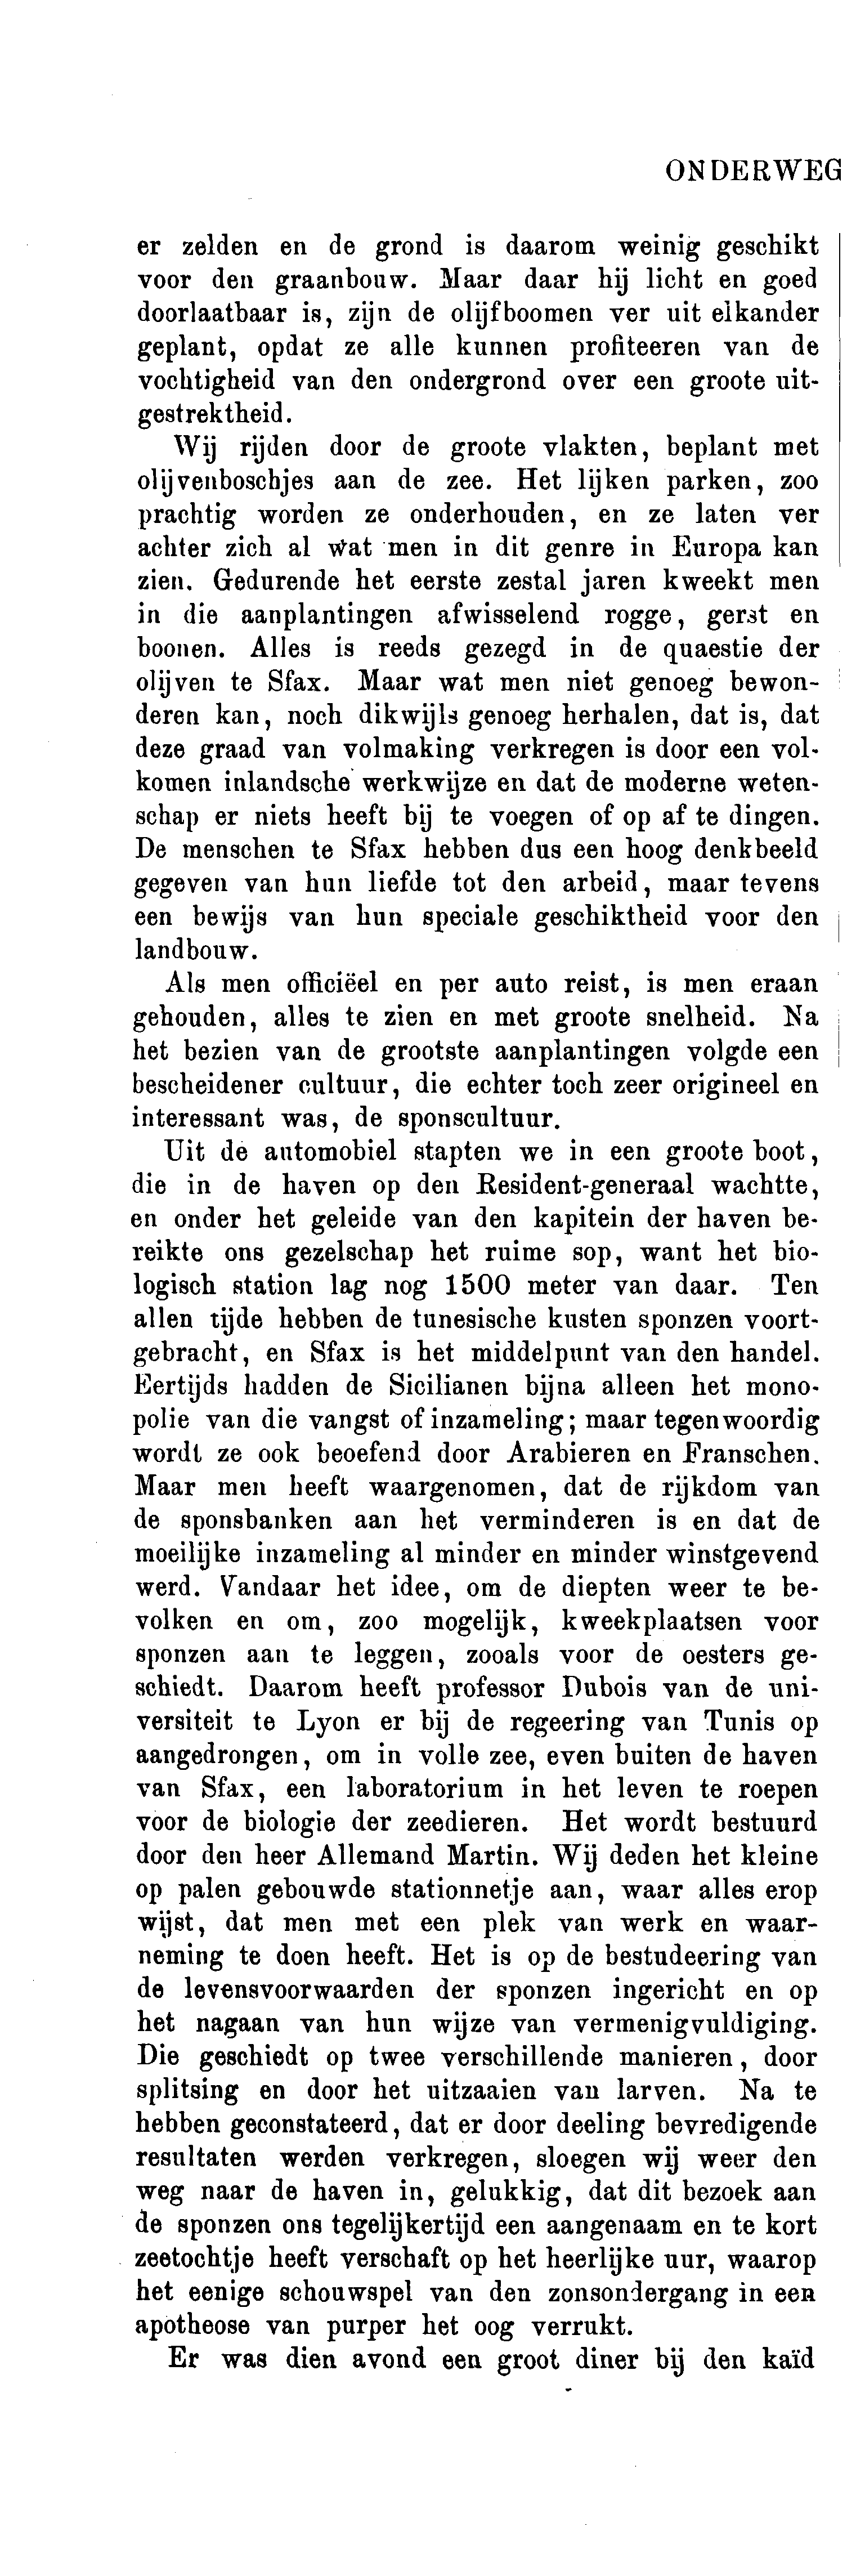 ONDERWEG
er zelden en de grond is daarom weinig geschikt
voor den graanbouw. Maar daar hij licht en goed
doorlaatbaar is, zijn de olijfboomen ver uit elkander
geplant, opdat ze alle kunnen profiteeren van de
vochtigheid van den ondergrond over een groote uit-
gestrektheid.
Wij rijden door de groote vlakten, beplant met
olijvenboschjes aan de zee. Het lijken parken, zoo
prachtig worden ze onderhouden, en ze laten ver
achter zich al wat men in dit genre in Europa kan
zien. Gedurende het eerste zestal jaren kweekt men
in die aanplantingen afwisselend rogge, gerst en
boonen. Alles is reeds gezegd in de quaestie der
olijven te Sfax. Maar wat men niet genoeg bewon-
deren kan, noch dikwijls genoeg herhalen, dat is, dat
deze graad van volmaking verkregen is door een vol-
komen inlandsche werkwijze en dat de moderne weten-
schap er niets heeft bij te voegen of op af te dingen.
De menschen te Sfax hebben dus een hoog denkbeeld
gegeven van hun liefde tot den arbeid, maar tevens
een bewijs van hun speciale geschiktheid voor den
landbouw.
Als men officiëel en per auto reist, is men eraan
gehouden, alles te zien en met groote snelheid. Na
het bezien van de grootste aanplantingen volgde een
bescheidener cultuur, die echter toch zeer origineel en
interessant was, de sponscultuur.
Uit de automobiel stapten we in een groote boot,
die in de haven op den Resident-generaal wachtte,
en onder het geleide van den kapitein der haven be-
reikte ons gezelschap het ruime sop, want het bio-
logisch station lag nog 1500 meter van daar. Ten
allen tijde hebben de tunesische kusten sponzen voort-
gebracht, en Sfax is het middelpunt van den handel.
Eertijds hadden de Sicilianen bijna alleen het mono-
polie van die vangst of inzameling; maar tegenwoordig
wordt ze ook beoefend door Arabieren en Franschen.
Maar men heeft waargenomen, dat de rijkdom van
de sponsbanken aan het verminderen is en dat de
moeilijke inzameling al minder en minder winstgevend
werd. Vandaar het idee, om de diepten weer te be-
volken en om, zoo mogelijk, kweekplaatsen voor
sponzen aan te leggen, zooals voor de oesters ge-
schiedt. Daarom heeft professor Dubois van de uni-
versiteit te Lyon er bij de regeering van Tunis op
aangedrongen, om in volle zee, even buiten de haven
van Sfax, een laboratorium in het leven te roepen
voor de biologie der zeedieren. Het wordt bestuurd
door den heer Allemand Martin. Wij deden het kleine
op palen gebouwde stationnetje aan, waar alles erop
wijst, dat men met een plek van werk en waar-
neming te doen heeft. Het is op de bestudeering van
de levensvoorwaarden der sponzen ingericht en op
het nagaan van hun wijze van vermenigvuldiging.
Die geschiedt op twee verschillende manieren, door
splitsing en door het uitzaaien van larven. Na te
hebben geconstateerd, dat er door deeling bevredigende
resultaten werden verkregen, sloegen wij weer den
weg naar de haven in, gelukkig, dat dit bezoek aan
de sponzen ons tegelijkertijd een aangenaam en te kort
zeetochtje heeft verschaft op het heerlijke uur, waarop
het eenige schouwspel van den zonsondergang in een
apotheose van purper het oog verrukt.
Er was dien avond een groot diner bij den kaïd